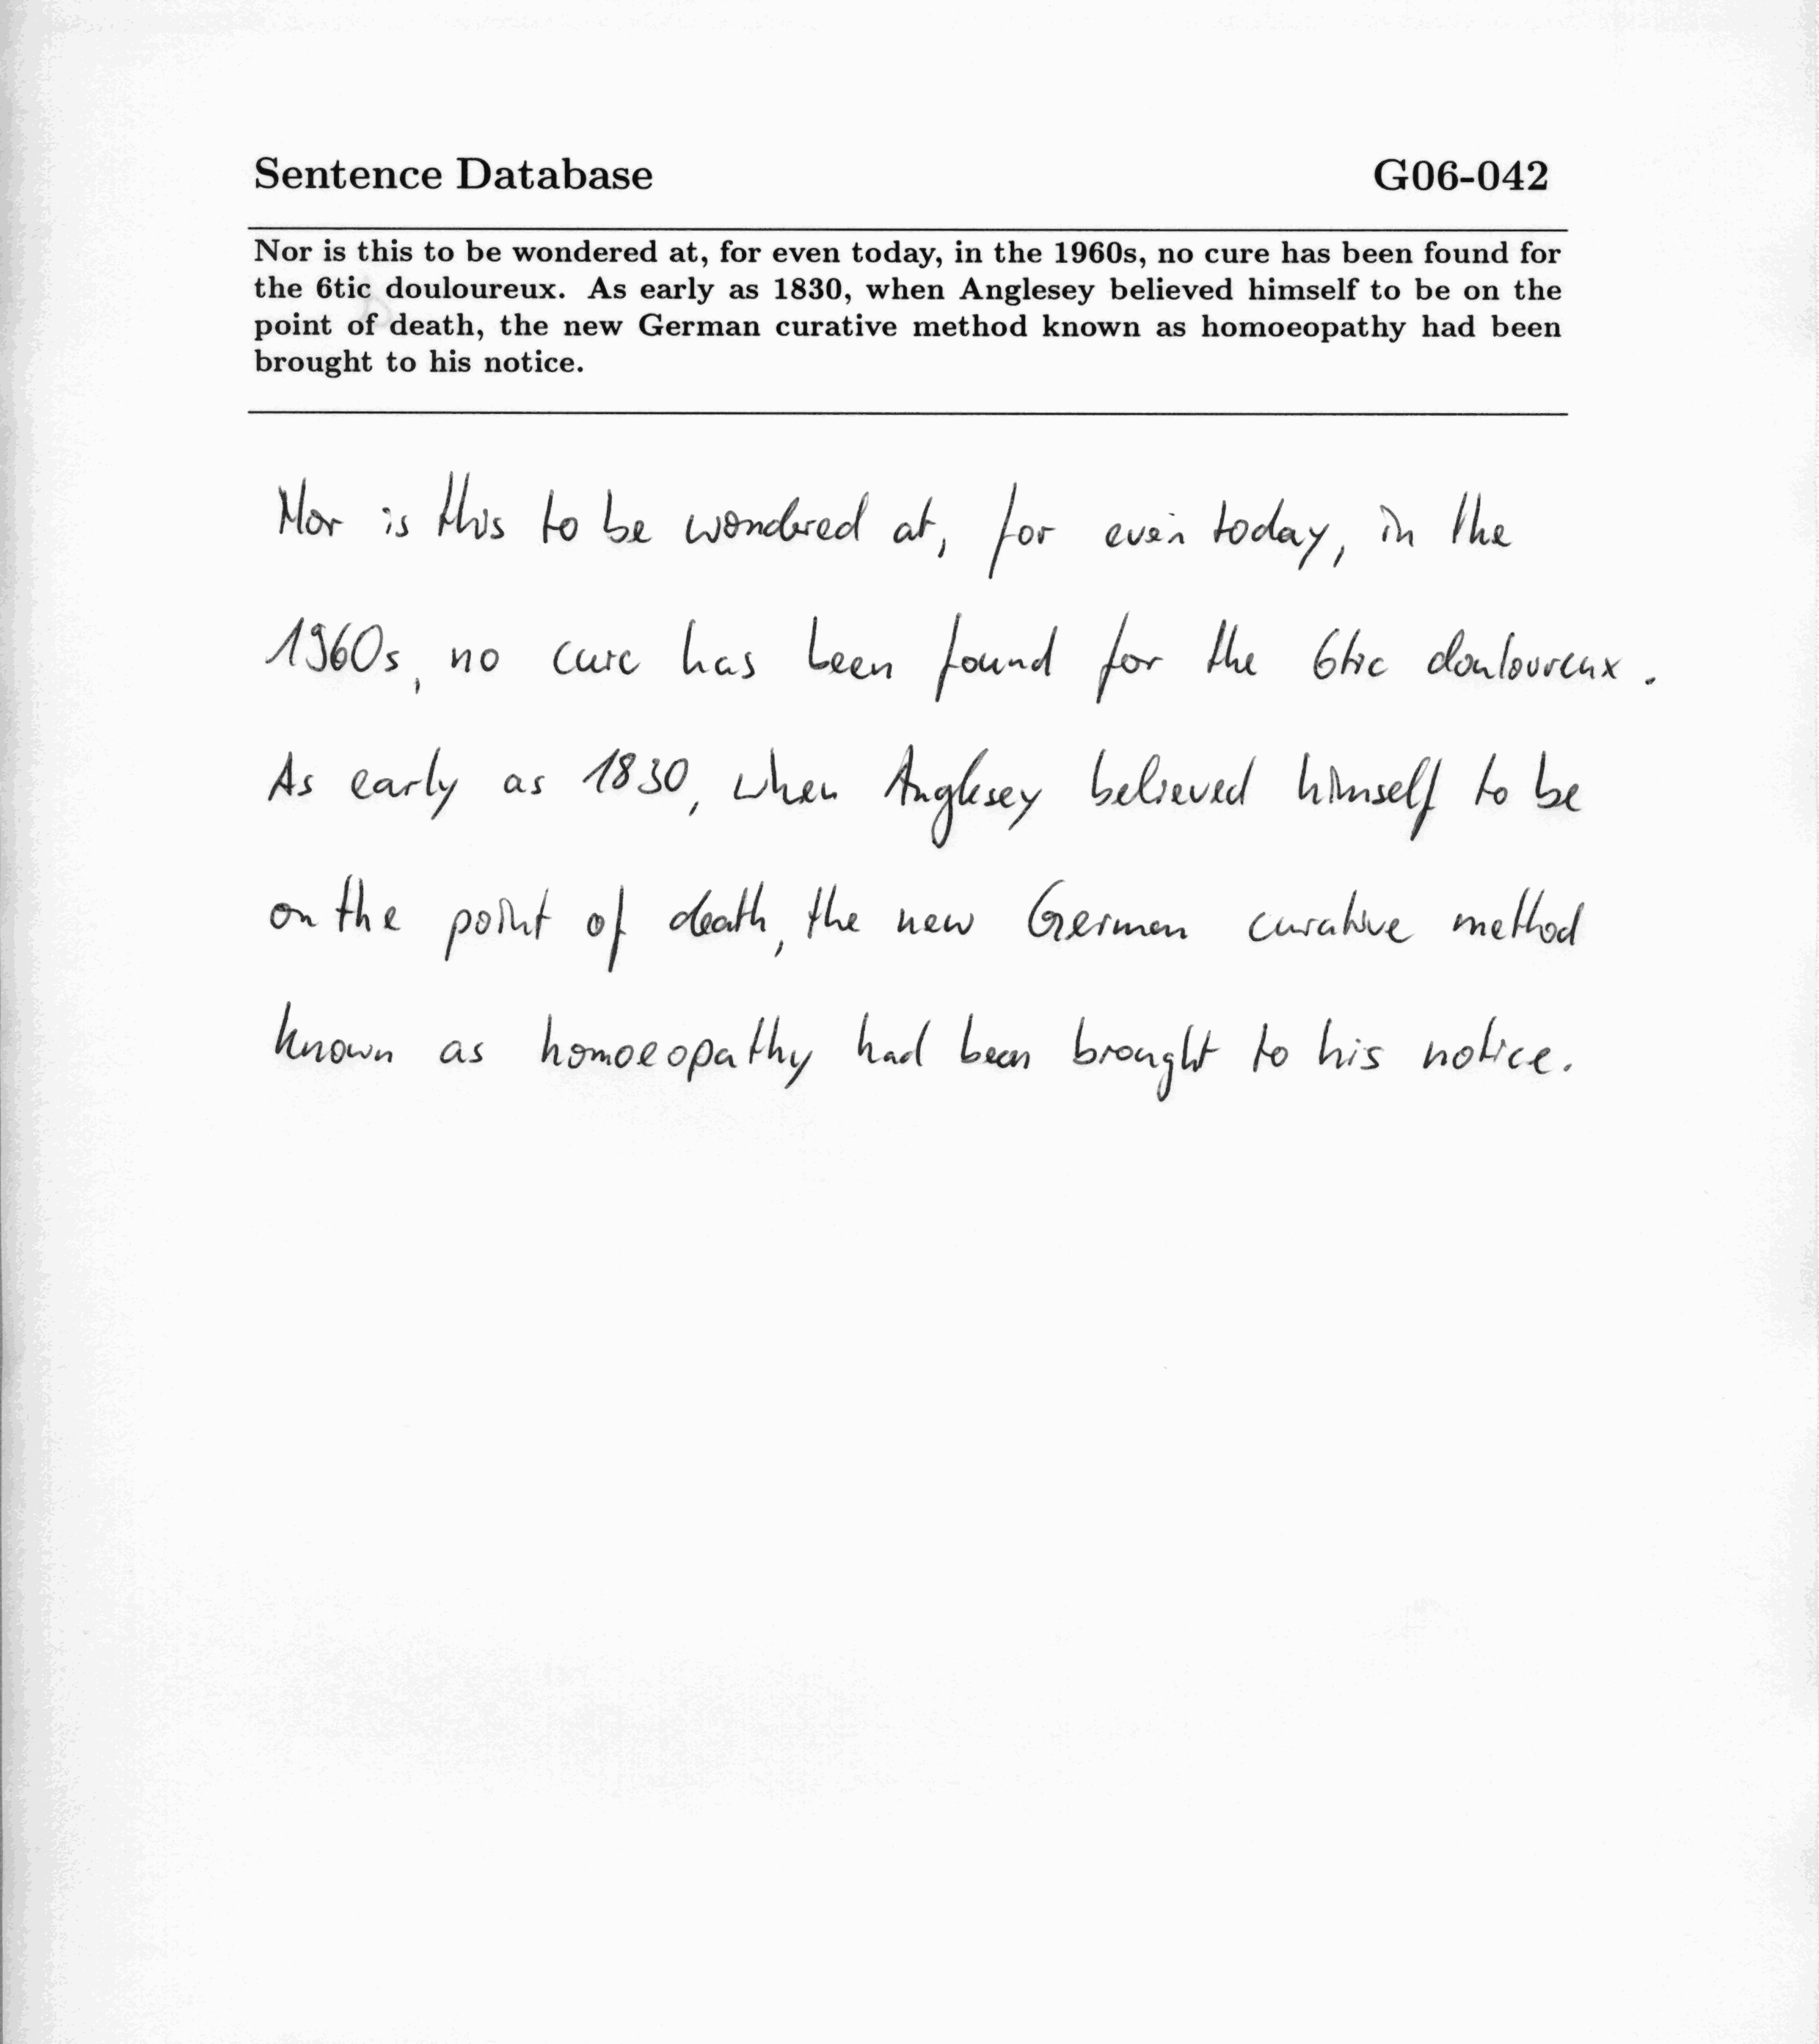 Sentence Database G06-042
Nor is this to be wondered at, for even today, in the 1960s, no cure has been found for
the 6tic douloureux. As early as 1830, when Anglesey believed himself to be on the
point of death, the new German curative method known as homoeopathy had been
brought to his notice.
Nor is this to be wondered at, for even today, in the
1960s, no cure has been found for the 6tic douloureux.
As early as 1830, when Anglesey believed himself to be
on the point of death, the new German curative method
known as homoeopathy had been brought to his notice.